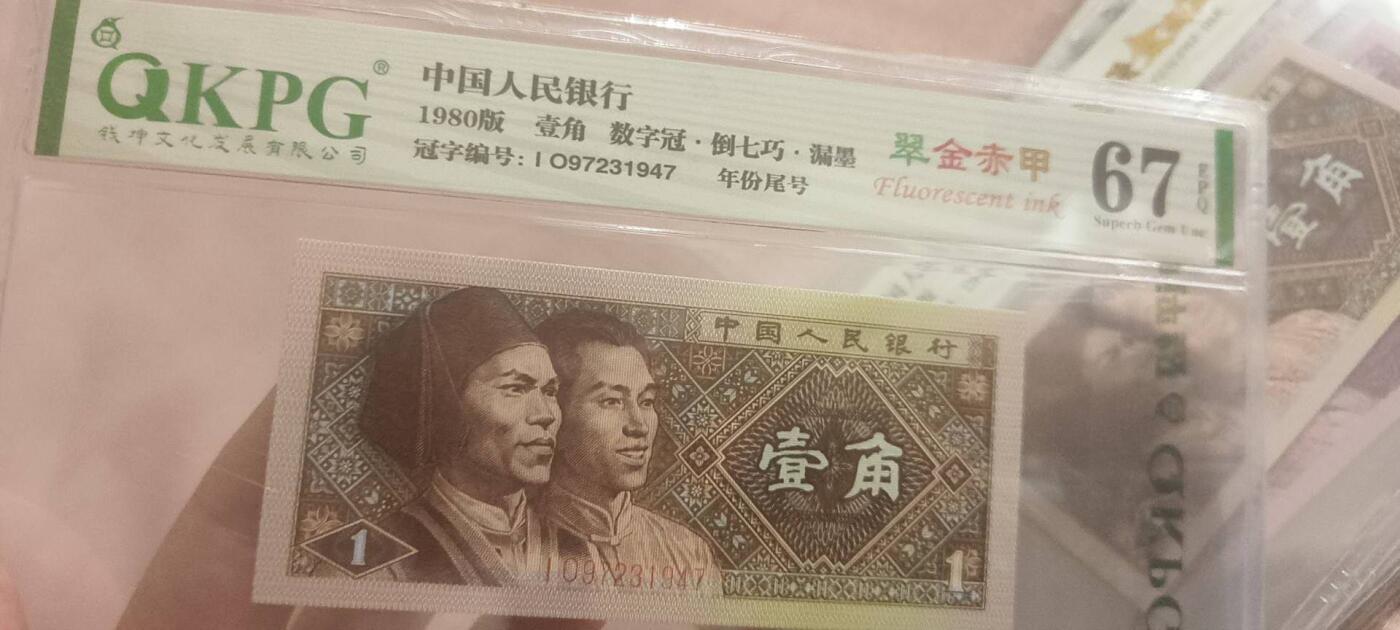 QKPG®
钱坤文化发展有限公司
中国人民银行
1980版 壹角 数字冠·倒七巧·漏墨
冠字编号: I O97231947 年份尾号
翠金赤甲
Fluorescent ink
67
EPQ
Superb Gem Unc
中国人民银行
壹角
1
I O97231947
1
壹角
QKPG